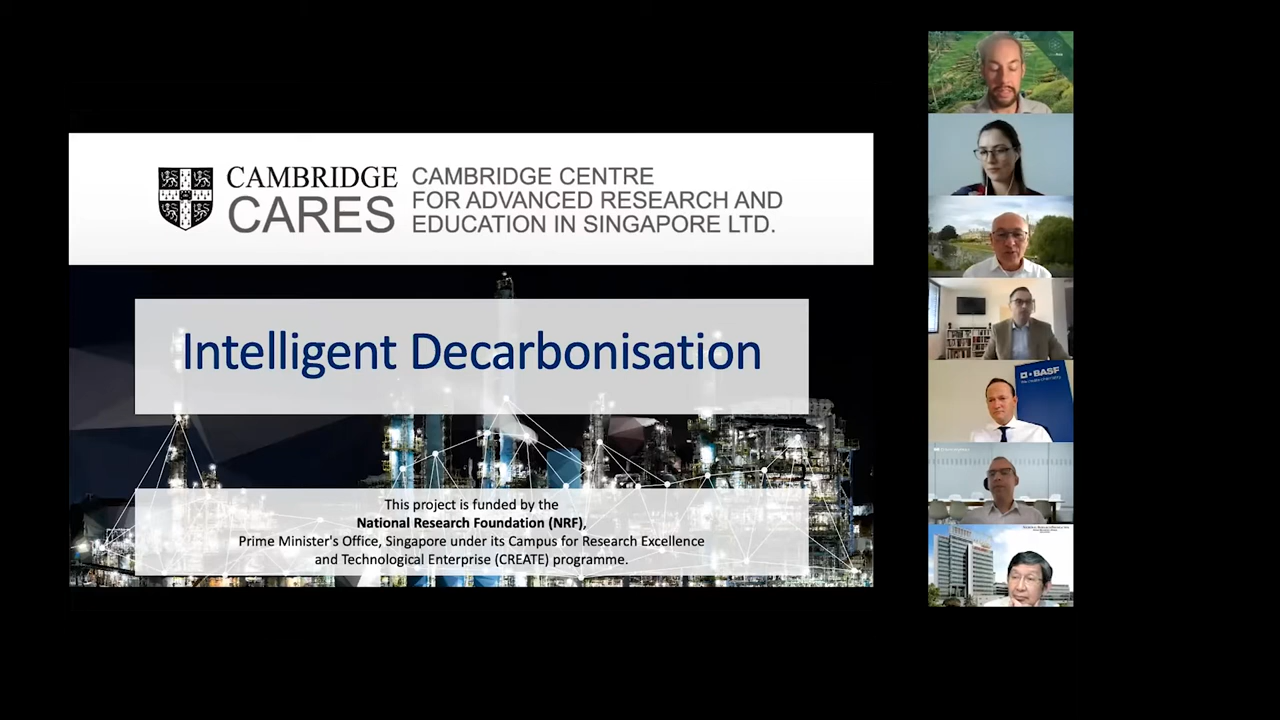 CAMBRIDGE
CARES
CAMBRIDGE CENTRE
FOR ADVANCED RESEARCH AND
EDUCATION IN SINGAPORE LTD.
Intelligent Decarbonisation
This project is funded by the
National Research Foundation (NRF),
Prime Minister's Office, Singapore under its Campus for Research Excellence
and Technological Enterprise (CREATE) programme.
BASF